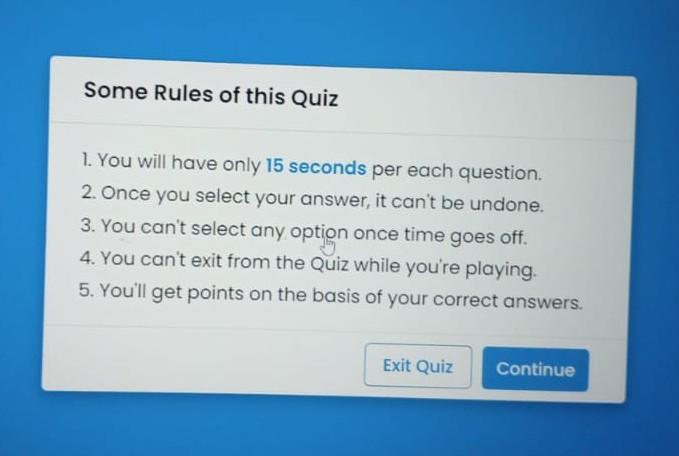 Some Rules of this Quiz
1. You will have only 15 seconds per each question.
2. Once you select your answer, it can't be undone.
3. You can't select any option once time goes off.
4. You can't exit from the Quiz while you're playing.
5. You'll get points on the basis of your correct answers.
Exit Quiz
Continue